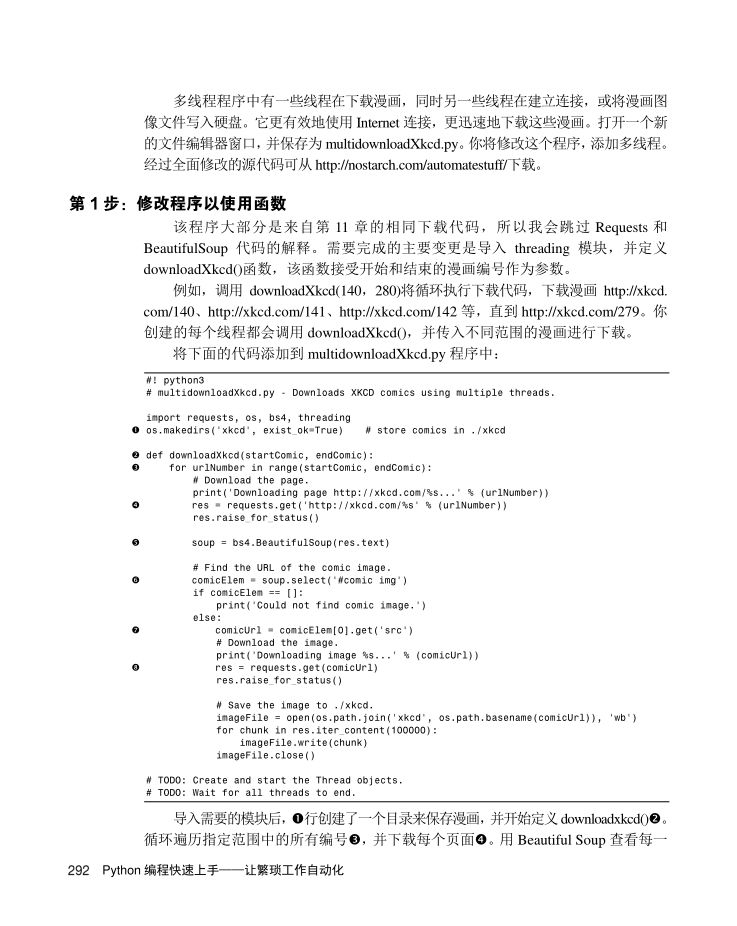 多线程程序中有一些线程在下载漫画，同时另一些线程在建立连接，或将漫画图
像文件写入硬盘。它更有效地使用 Internet 连接，更迅速地下载这些漫画。打开一个新
的文件编辑器窗口，并保存为 multidownloadXkcd.py。你将修改这个程序，添加多线程。
经过全面修改的源代码可从 http://nostarch.com/automatestuff/下载。
第 1 步：修改程序以使用函数
该程序大部分是来自第 11 章的相同下载代码，所以我会跳过 Requests 和
BeautifulSoup 代码的解释。需要完成的主要变更是导入 threading 模块，并定义
downloadXkcd()函数，该函数接受开始和结束的漫画编号作为参数。
例如，调用 downloadXkcd(140，280)将循环执行下载代码，下载漫画 http://xkcd.
com/140、http://xkcd.com/141、http://xkcd.com/142 等，直到 http://xkcd.com/279。你
创建的每个线程都会调用 downloadXkcd()，并传入不同范围的漫画进行下载。
将下面的代码添加到 multidownloadXkcd.py 程序中：
#! python3
# multidownloadXkcd.py - Downloads XKCD comics using multiple threads.
import requests, os, bs4, threading
❶ os.makedirs('xkcd', exist_ok=True)    # store comics in ./xkcd
❷ def downloadXkcd(startComic, endComic):
❸     for urlNumber in range(startComic, endComic):
        # Download the page.
        print('Downloading page http://xkcd.com/%s...' % (urlNumber))
❹         res = requests.get('http://xkcd.com/%s' % (urlNumber))
        res.raise_for_status()
❺         soup = bs4.BeautifulSoup(res.text)
        # Find the URL of the comic image.
❻         comicElem = soup.select('#comic img')
        if comicElem == []:
            print('Could not find comic image.')
        else:
❼             comicUrl = comicElem[0].get('src')
            # Download the image.
            print('Downloading image %s...' % (comicUrl))
❽             res = requests.get(comicUrl)
            res.raise_for_status()
            # Save the image to ./xkcd.
            imageFile = open(os.path.join('xkcd', os.path.basename(comicUrl)), 'wb')
            for chunk in res.iter_content(100000):
                imageFile.write(chunk)
            imageFile.close()
# TODO: Create and start the Thread objects.
# TODO: Wait for all threads to end.
导入需要的模块后，❶行创建了一个目录来保存漫画，并开始定义 downloadxkcd()❷。
循环遍历指定范围中的所有编号❸，并下载每个页面❹。用 Beautiful Soup 查看每一
292 Python 编程快速上手——让繁琐工作自动化